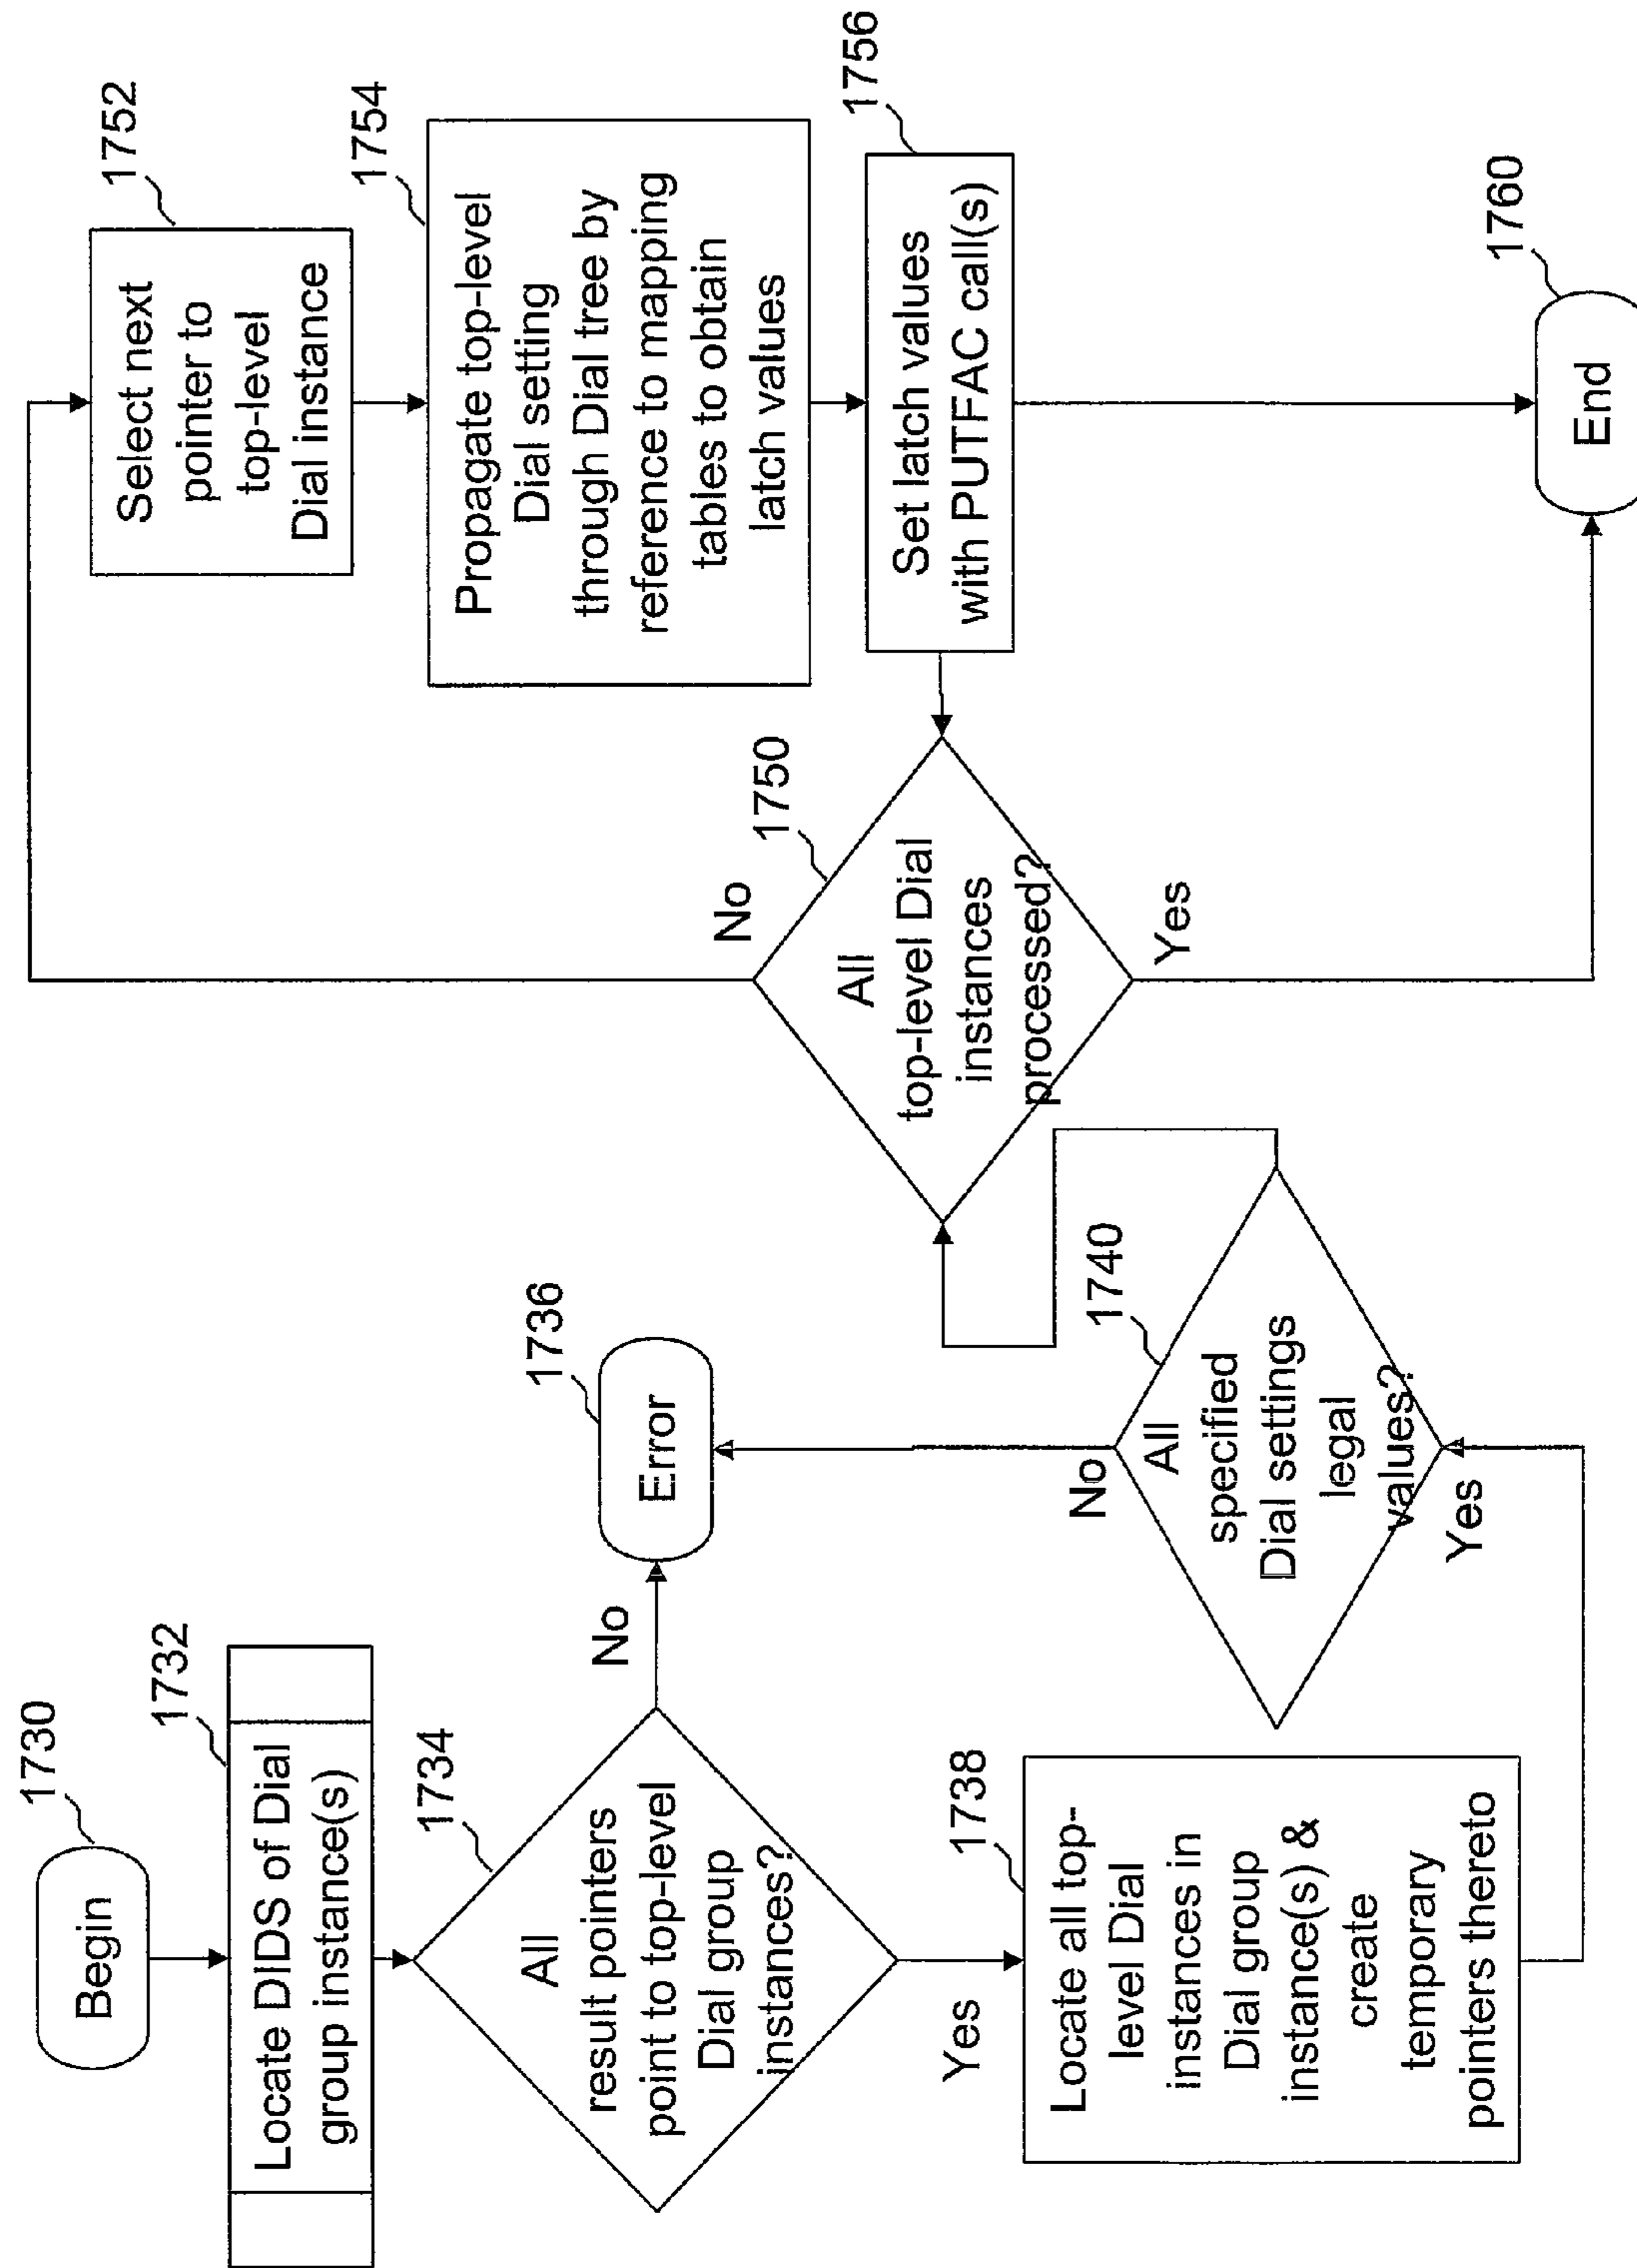 1730
Begin
1732
Locate DIDS of Dial
group instance(s)
1734
All
result pointers
point to top-level
Dial group
instances?
No
1736
Error
Yes
1738
Locate all top-
level Dial
instances in
Dial group
instance(s) &
create
temporary
pointers thereto
1740
No
All
specified
Dial settings
legal
values?
Yes
1750
No
All
top-level Dial
instances
processed?
Yes
1752
Select next
pointer to
top-level
Dial instance
1754
Propagate top-level
Dial setting
through Dial tree by
reference to mapping
tables to obtain
latch values
1756
Set latch values
with PUTFAC call(s)
1760
End